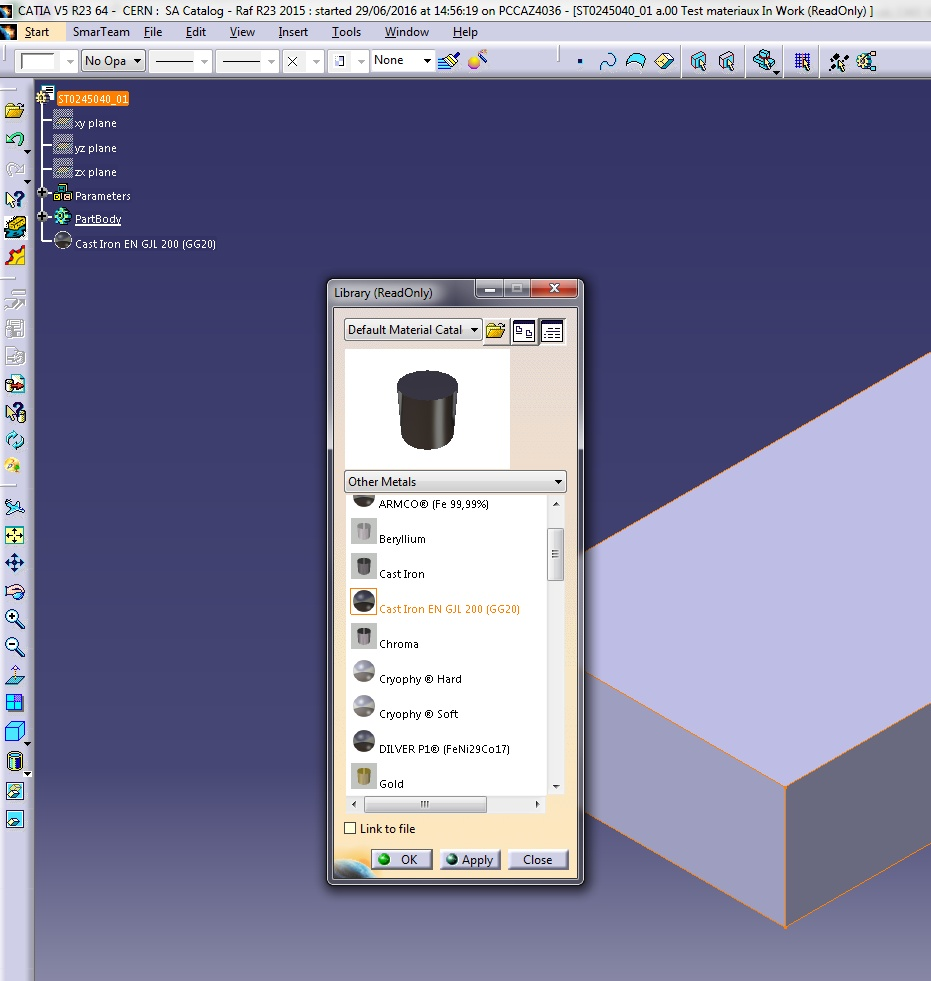 CATIA V5 R23 64 - CERN : SA Catalog - Raf R23 2015 : started 29/06/2016 at 14:56:19 on PCCAZ4036 - [ST0245040_01 a.00 Test materiaux In Work (ReadOnly) ]
Start SmarTeam File Edit View Insert Tools Window Help
No Opa None
ST0245040_01
xy plane
yz plane
zx plane
Parameters
PartBody
Cast Iron EN GJL 200 (GG20)
Library (ReadOnly)
Default Material Catal
Other Metals
ARMCO® (Fe 99,99%)
Beryllium
Cast Iron
Cast Iron EN GJL 200 (GG20)
Chroma
Cryophy ® Hard
Cryophy ® Soft
DILVER P1® (FeNi29Co17)
Gold
Link to file
OK Apply Close